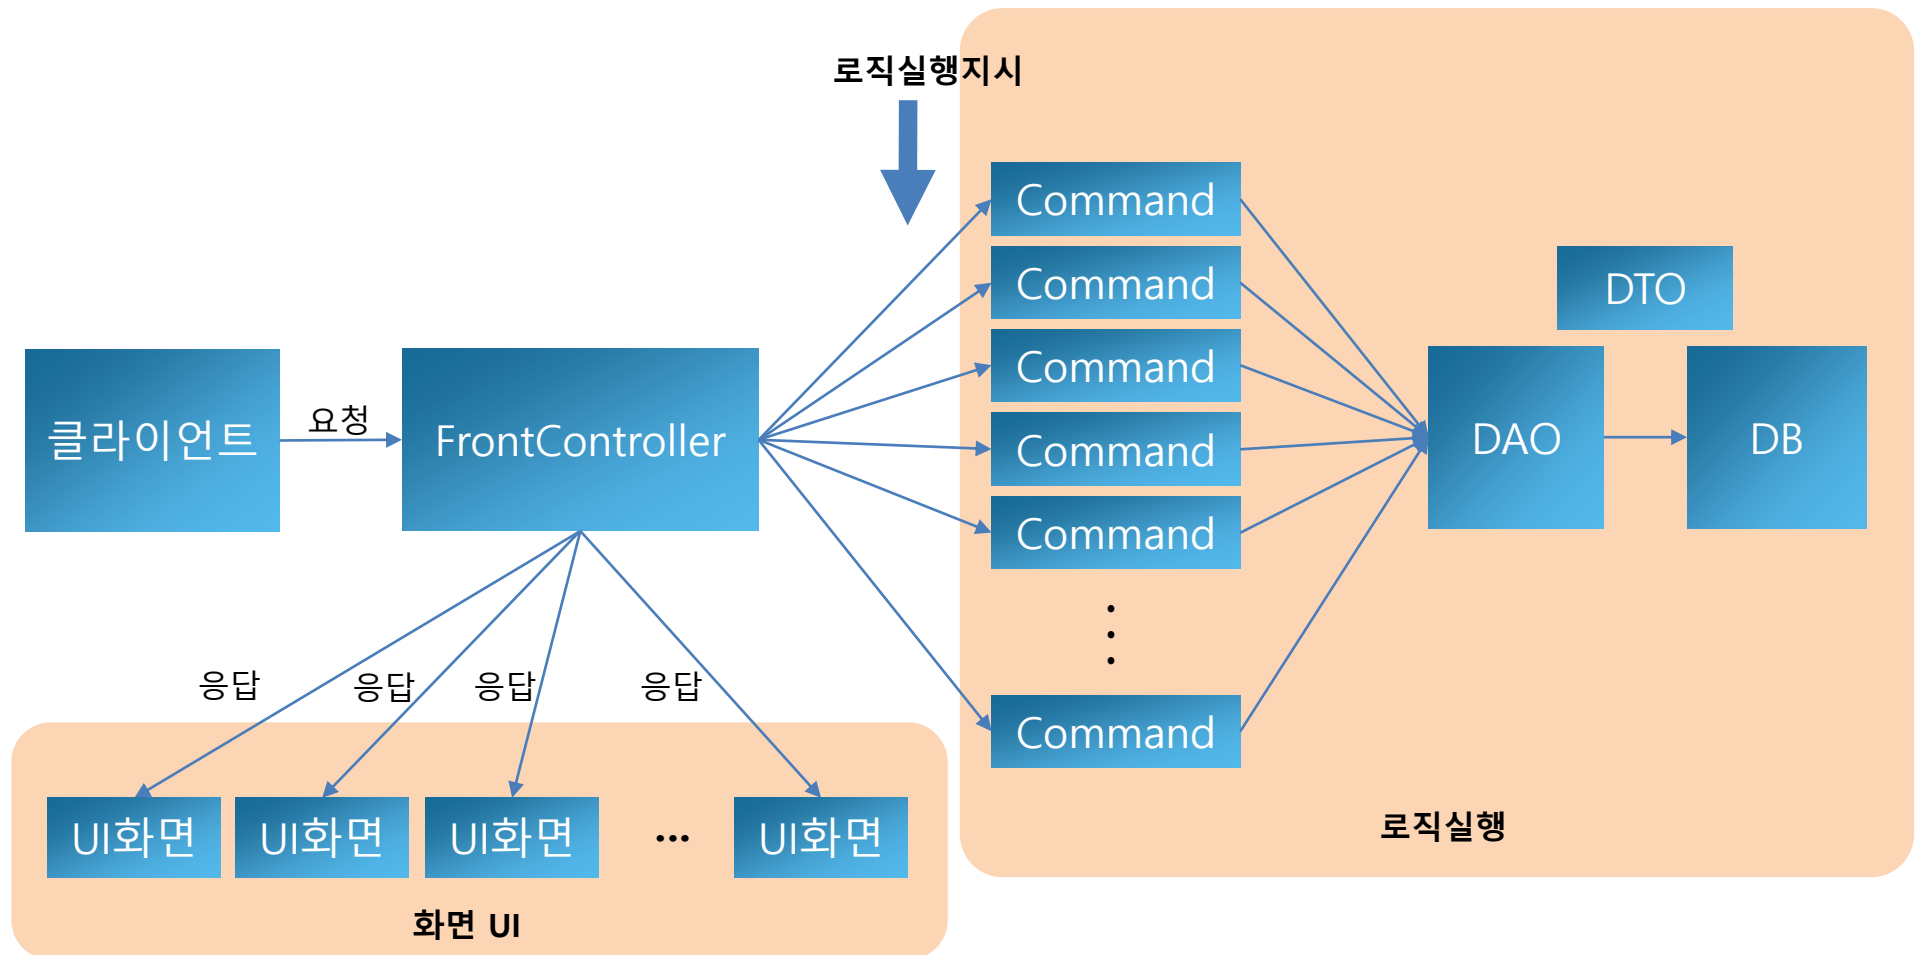 로직실행지시
Command
Command
DTO
Command
클라이언트
요청
FrontController
Command
DAO
DB
Command
응답
응답
응답
응답
Command
UI화면
UI화면
UI화면
...
UI화면
로직실행
화면 UI